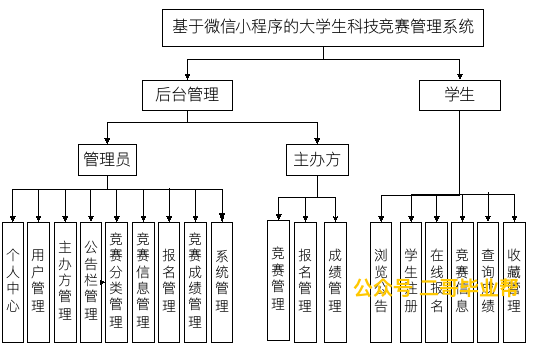 基于微信小程序的大学生科技竞赛管理系统
后台管理
学生
管理员
主办方
个人中心
用户管理
主办方管理
公告栏管理
竞赛分类管理
竞赛信息管理
报名管理
竞赛成绩管理
系统管理
竞赛管理
报名管理
成绩管理
浏览公告
学生注册
在线报名
竞赛信息
查询成绩
收藏管理
公众号 二哥毕业帮